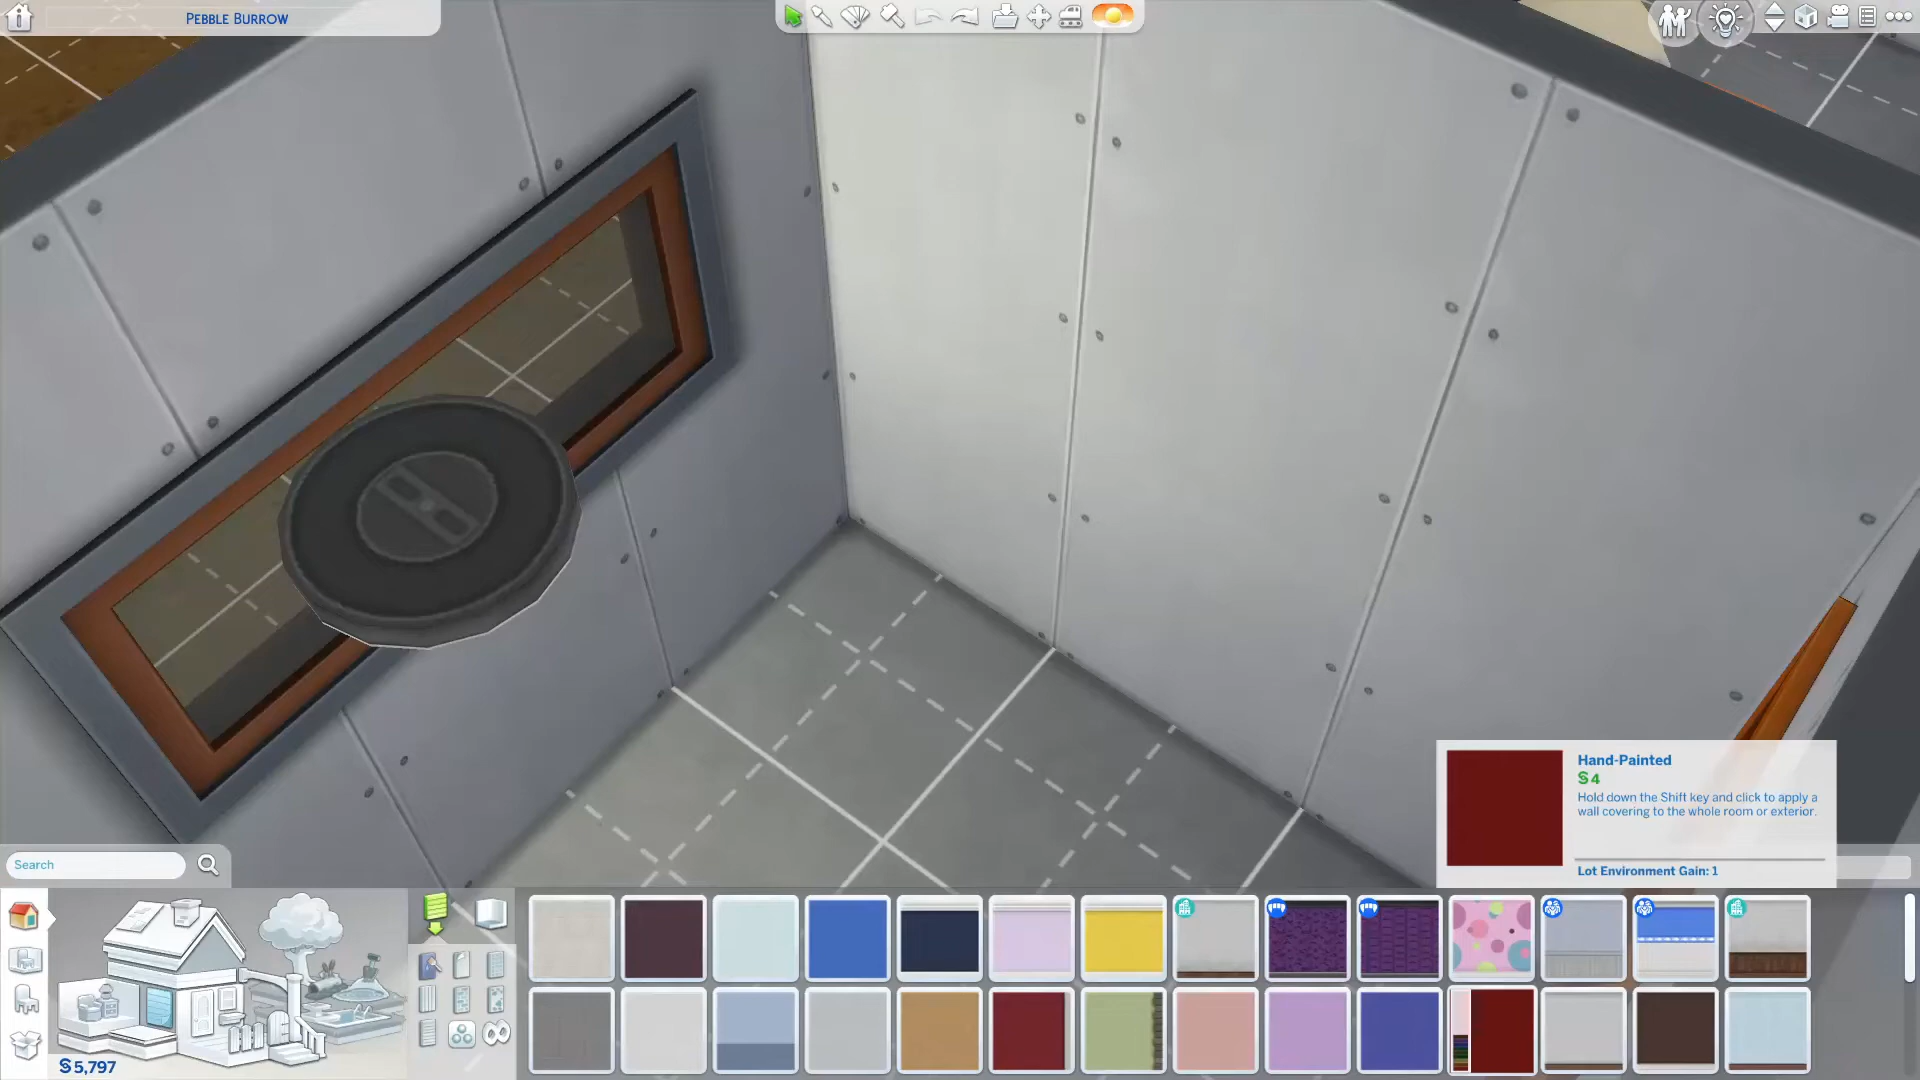 Pebble Burrow
Hand-Painted
§4
Hold down the Shift key and click to apply a
wall covering to the whole room or exterior.
Lot Environment Gain: 1
Search
§5,797